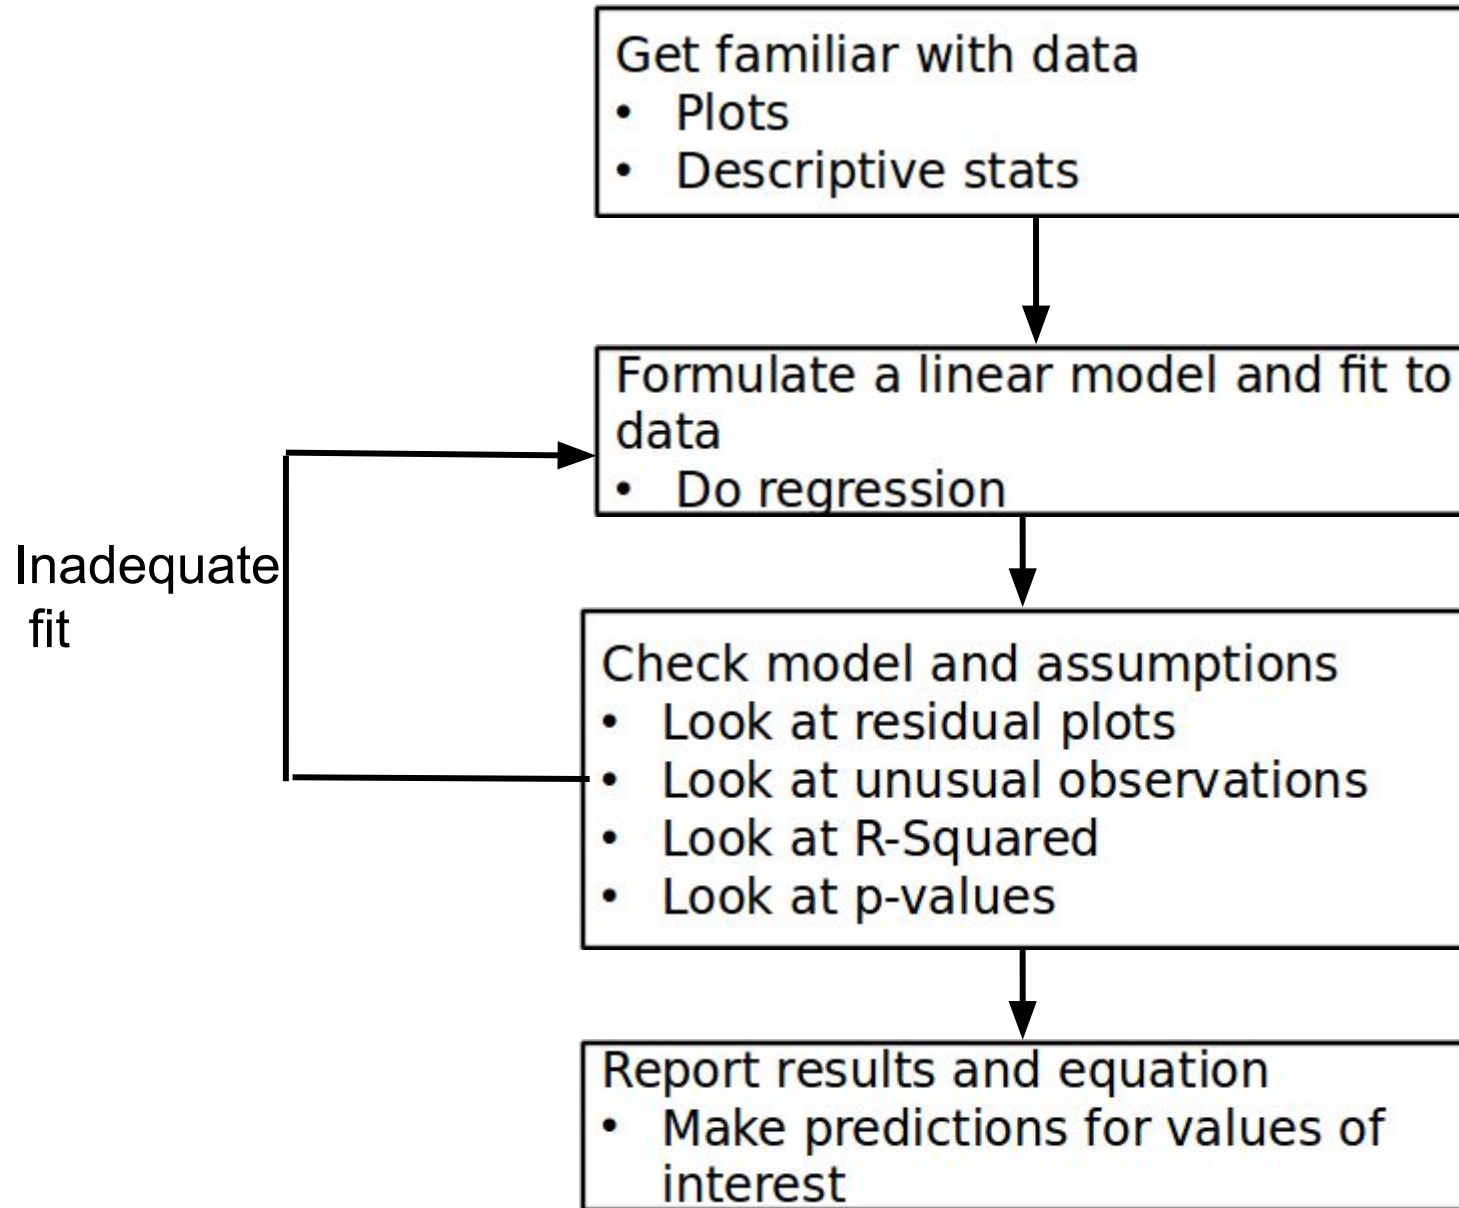 Get familiar with data
• Plots
• Descriptive stats
Formulate a linear model and fit to
data
• Do regression
Inadequate
fit
Check model and assumptions
• Look at residual plots
• Look at unusual observations
• Look at R-Squared
• Look at p-values
Report results and equation
• Make predictions for values of
interest